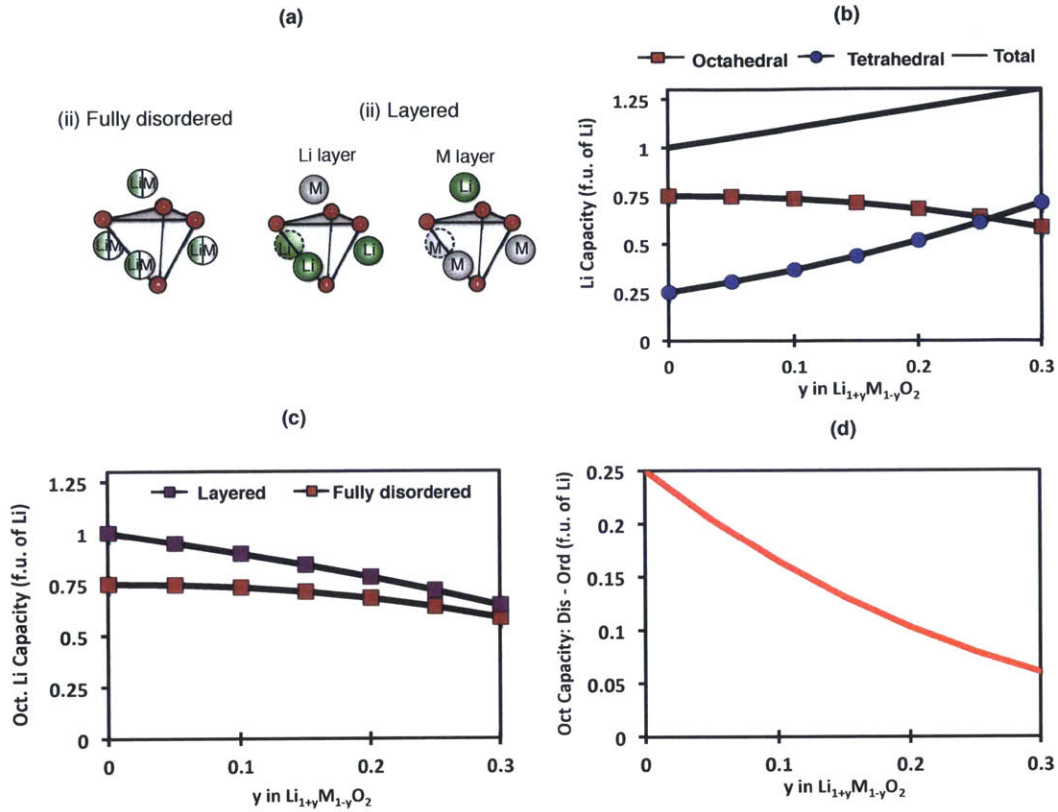 (a)
(ii) Fully disordered
(ii) Layered
Li layer
M layer
LiM
LiM
LiM
LiM
M
Li
Li
Li
Li
M
M
M
(b)
Octahedral Tetrahedral Total
Li Capacity (f.u. of Li)
1.25
1
0.75
0.5
0.25
0
0 0.1 0.2 0.3
y in Li₁₊yM₁₋yO₂
(c)
Layered Fully disordered
Oct. Li Capacity (f.u. of Li)
1.25
1
0.75
0.5
0.25
0
0 0.1 0.2 0.3
y in Li₁₊yM₁₋yO₂
(d)
Oct Capacity: Dis - Ord (f.u. of Li)
0.25
0.2
0.15
0.1
0.05
0
0 0.1 0.2 0.3
y in Li₁₊yM₁₋yO₂